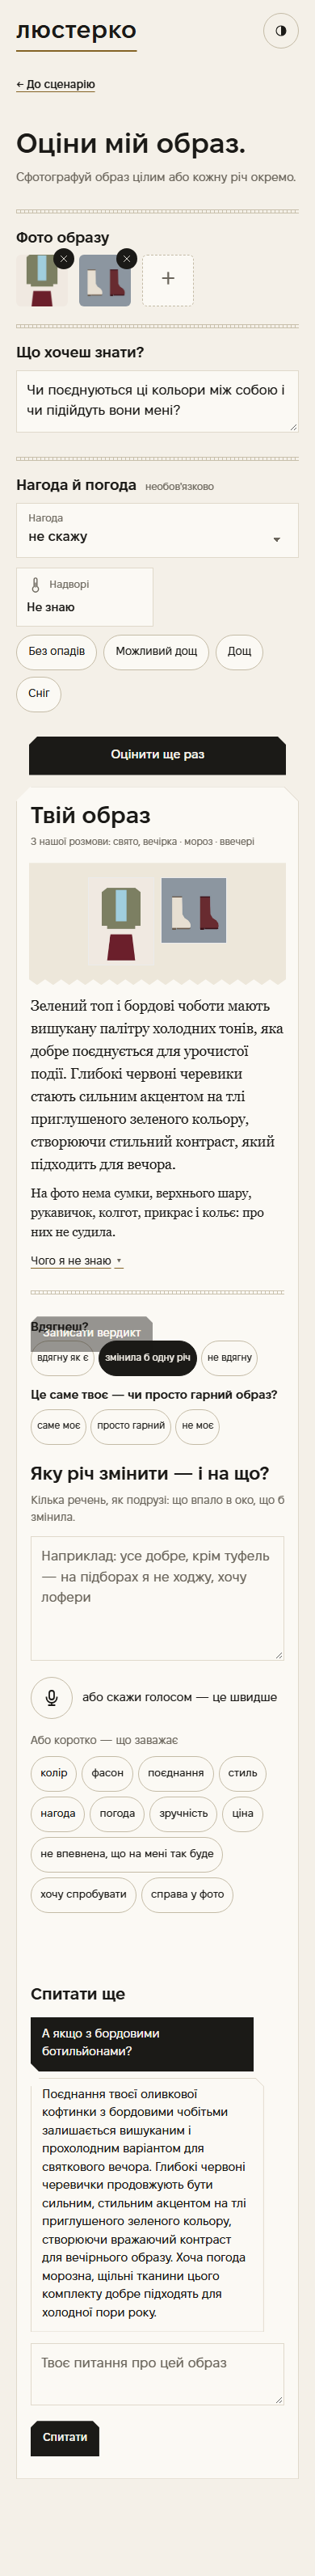 люстерко
← До сценарію
Оціни мій образ.
Сфотографуй образ цілим або кожну річ окремо.
Фото образу
Що хочеш знати?
Чи поєднуються ці кольори між собою і
чи підійдуть вони мені?
Нагода й погода необов'язково
Нагода
не скажу
Надворі
Не знаю
Без опадів Можливий дощ Дощ
Сніг
Оцінити ще раз
Твій образ
З нашої розмови: свято, вечірка · мороз · ввечері
Зелений топ і бордові чоботи мають
вишукану палітру холодних тонів, яка
добре поєднується для урочистої
події. Глибокі червоні черевики
стають сильним акцентом на тлі
приглушеного зеленого кольору,
створюючи стильний контраст, який
підходить для вечора.
На фото нема сумки, верхнього шару,
рукавичок, колгот, прикрас і кольє: про
них не судила.
Чого я не знаю
Вдягнеш?
Записати вердикт
вдягну як є змінила б одну річ не вдягну
Це саме твоє — чи просто гарний образ?
саме моє просто гарний не моє
Яку річ змінити — і на що?
Кілька речень, як подрузі: що впало в око, що б
змінила.
Наприклад: усе добре, крім туфель
— на підборах я не ходжу, хочу
лофери
або скажи голосом — це швидше
Або коротко — що заважає
колір фасон поєднання стиль
нагода погода зручність ціна
не впевнена, що на мені так буде
хочу спробувати справа у фото
Спитати ще
А якщо з бордовими
ботильйонами?
Поєднання твоєї оливкової
кофтинки з бордовими чобітьми
залишається вишуканим і
прохолодним варіантом для
святкового вечора. Глибокі червоні
черевички продовжують бути
сильним, стильним акцентом на тлі
приглушеного зеленого кольору,
створюючи вражаючий контраст
для вечірнього образу. Хоча погода
морозна, щільні тканини цього
комплекту добре підходять для
холодної пори року.
Твоє питання про цей образ
Спитати